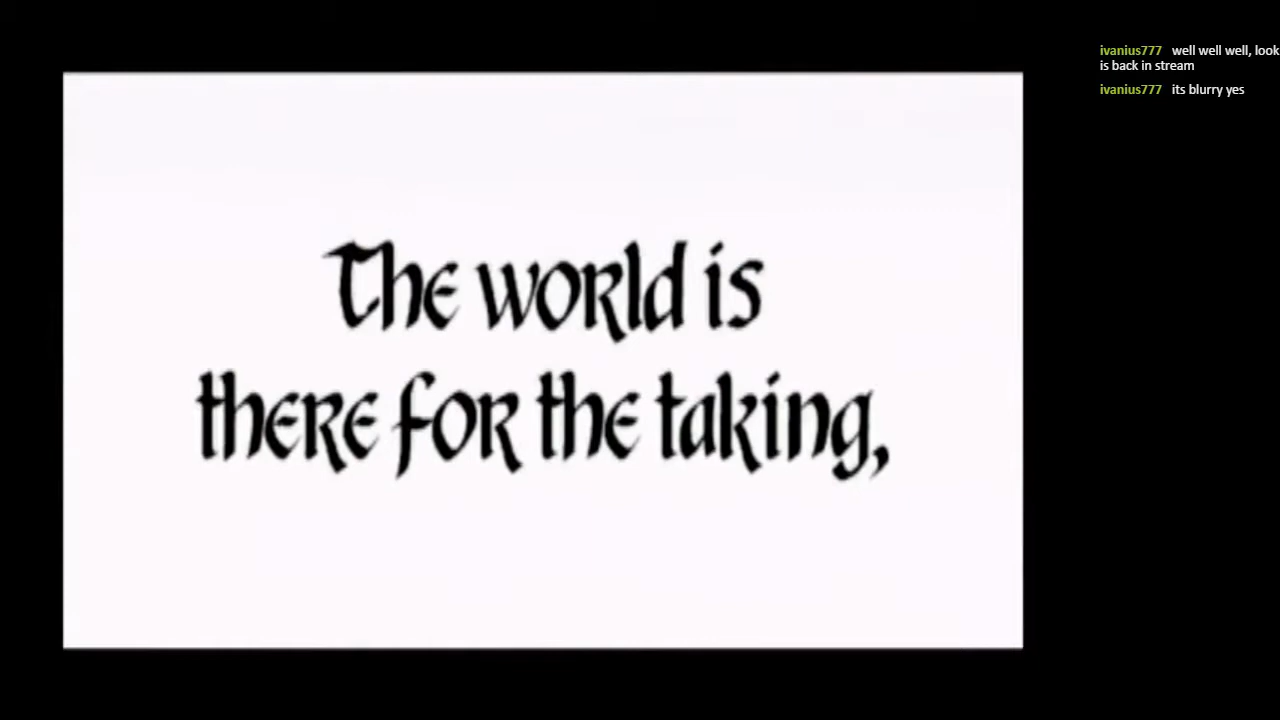 The world is
there for the taking,
ivanius777 well well well, look
is back in stream
ivanius777 its blurry yes